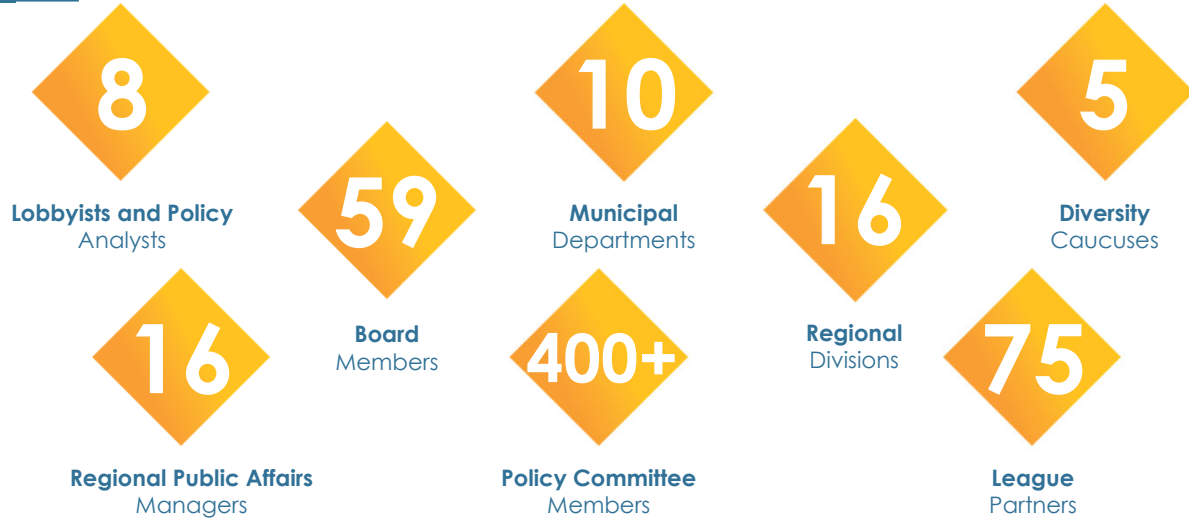 8
Lobbyists and Policy
Analysts
59
Board
Members
10
Municipal
Departments
16
Regional
Divisions
5
Diversity
Caucuses
16
Regional Public Affairs
Managers
400+
Policy Committee
Members
75
League
Partners